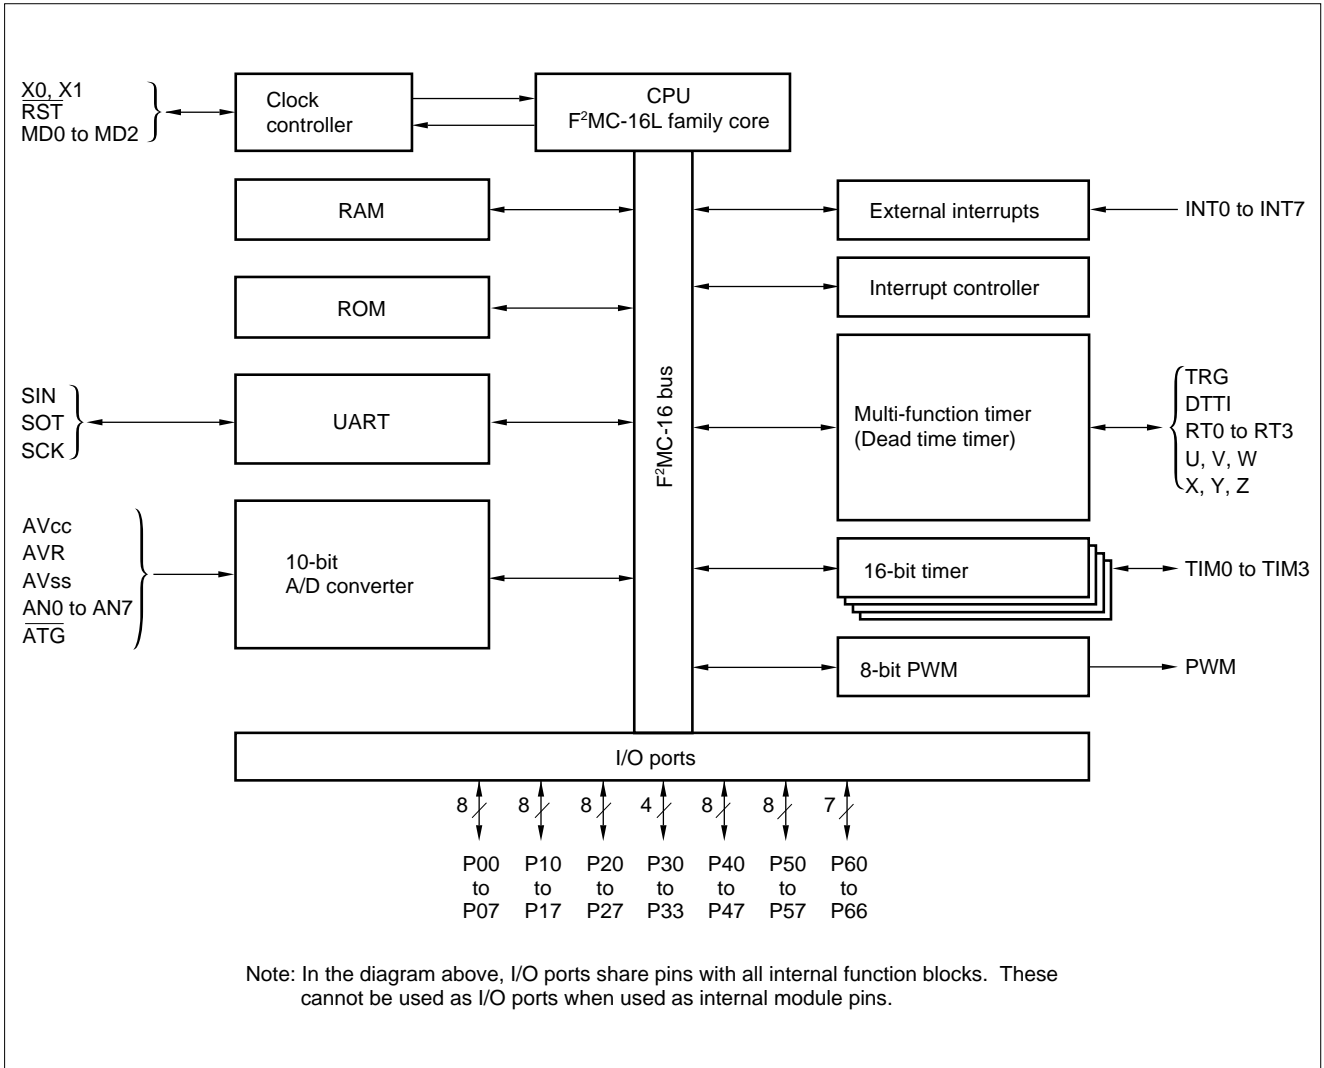 X0, X1
RST
MD0 to MD2
Clock
controller
CPU
F²MC-16L family core
RAM
External interrupts
INT0 to INT7
ROM
Interrupt controller
SIN
SOT
SCK
UART
F²MC-16 bus
Multi-function timer
(Dead time timer)
TRG
DTTI
RT0 to RT3
U, V, W
X, Y, Z
AVcc
AVR
AVss
AN0 to AN7
ATG
10-bit
A/D converter
16-bit timer
TIM0 to TIM3
8-bit PWM
PWM
I/O ports
8 8 8 4 8 8 7
P00 P10 P20 P30 P40 P50 P60
to to to to to to to
P07 P17 P27 P33 P47 P57 P66
Note: In the diagram above, I/O ports share pins with all internal function blocks. These
cannot be used as I/O ports when used as internal module pins.